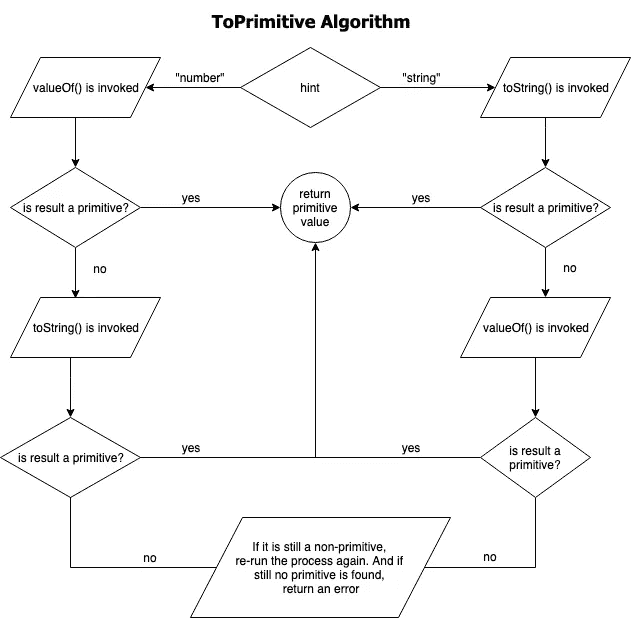 ToPrimitive Algorithm
valueOf() is invoked
"number"
hint
"string"
toString() is invoked
is result a primitive?
yes
return
primitive
value
yes
is result a primitive?
no
no
toString() is invoked
valueOf() is invoked
is result a primitive?
yes
yes
is result a
primitive?
no
If it is still a non-primitive,
re-run the process again. And if
still no primitive is found,
return an error
no